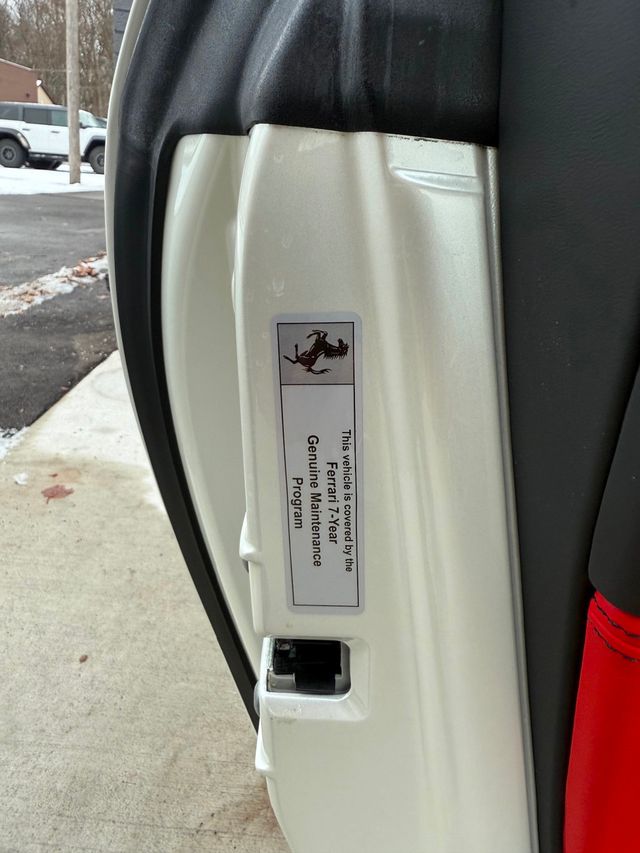 This vehicle is covered by the
Ferrari 7-Year
Genuine Maintenance
Program